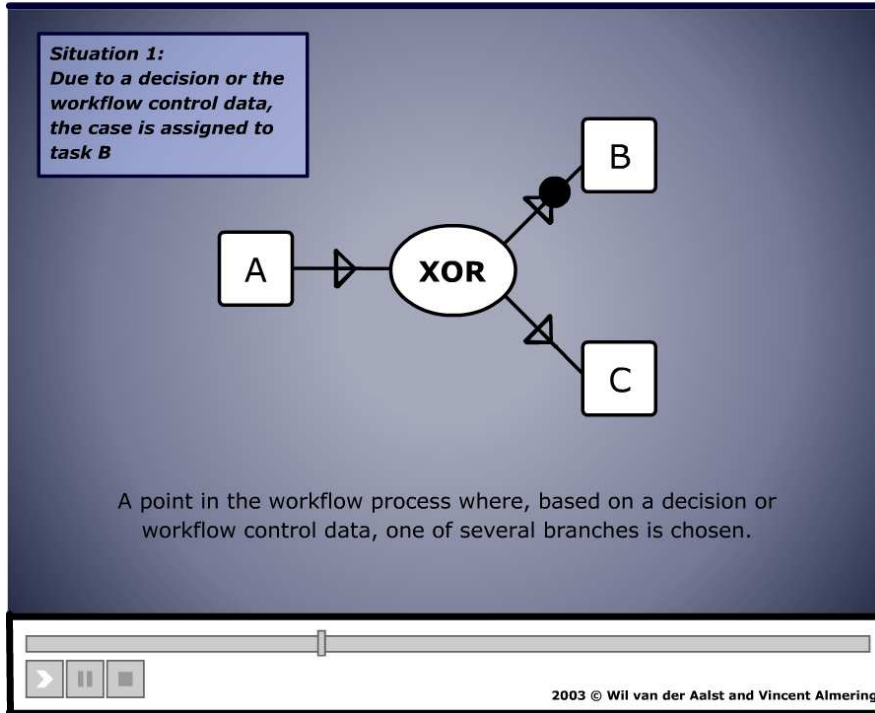 Situation 1:
Due to a decision or the
workflow control data,
the case is assigned to
task B
B
A
XOR
C
A point in the workflow process where, based on a decision or
workflow control data, one of several branches is chosen.
2003 © Wil van der Aalst and Vincent Almering